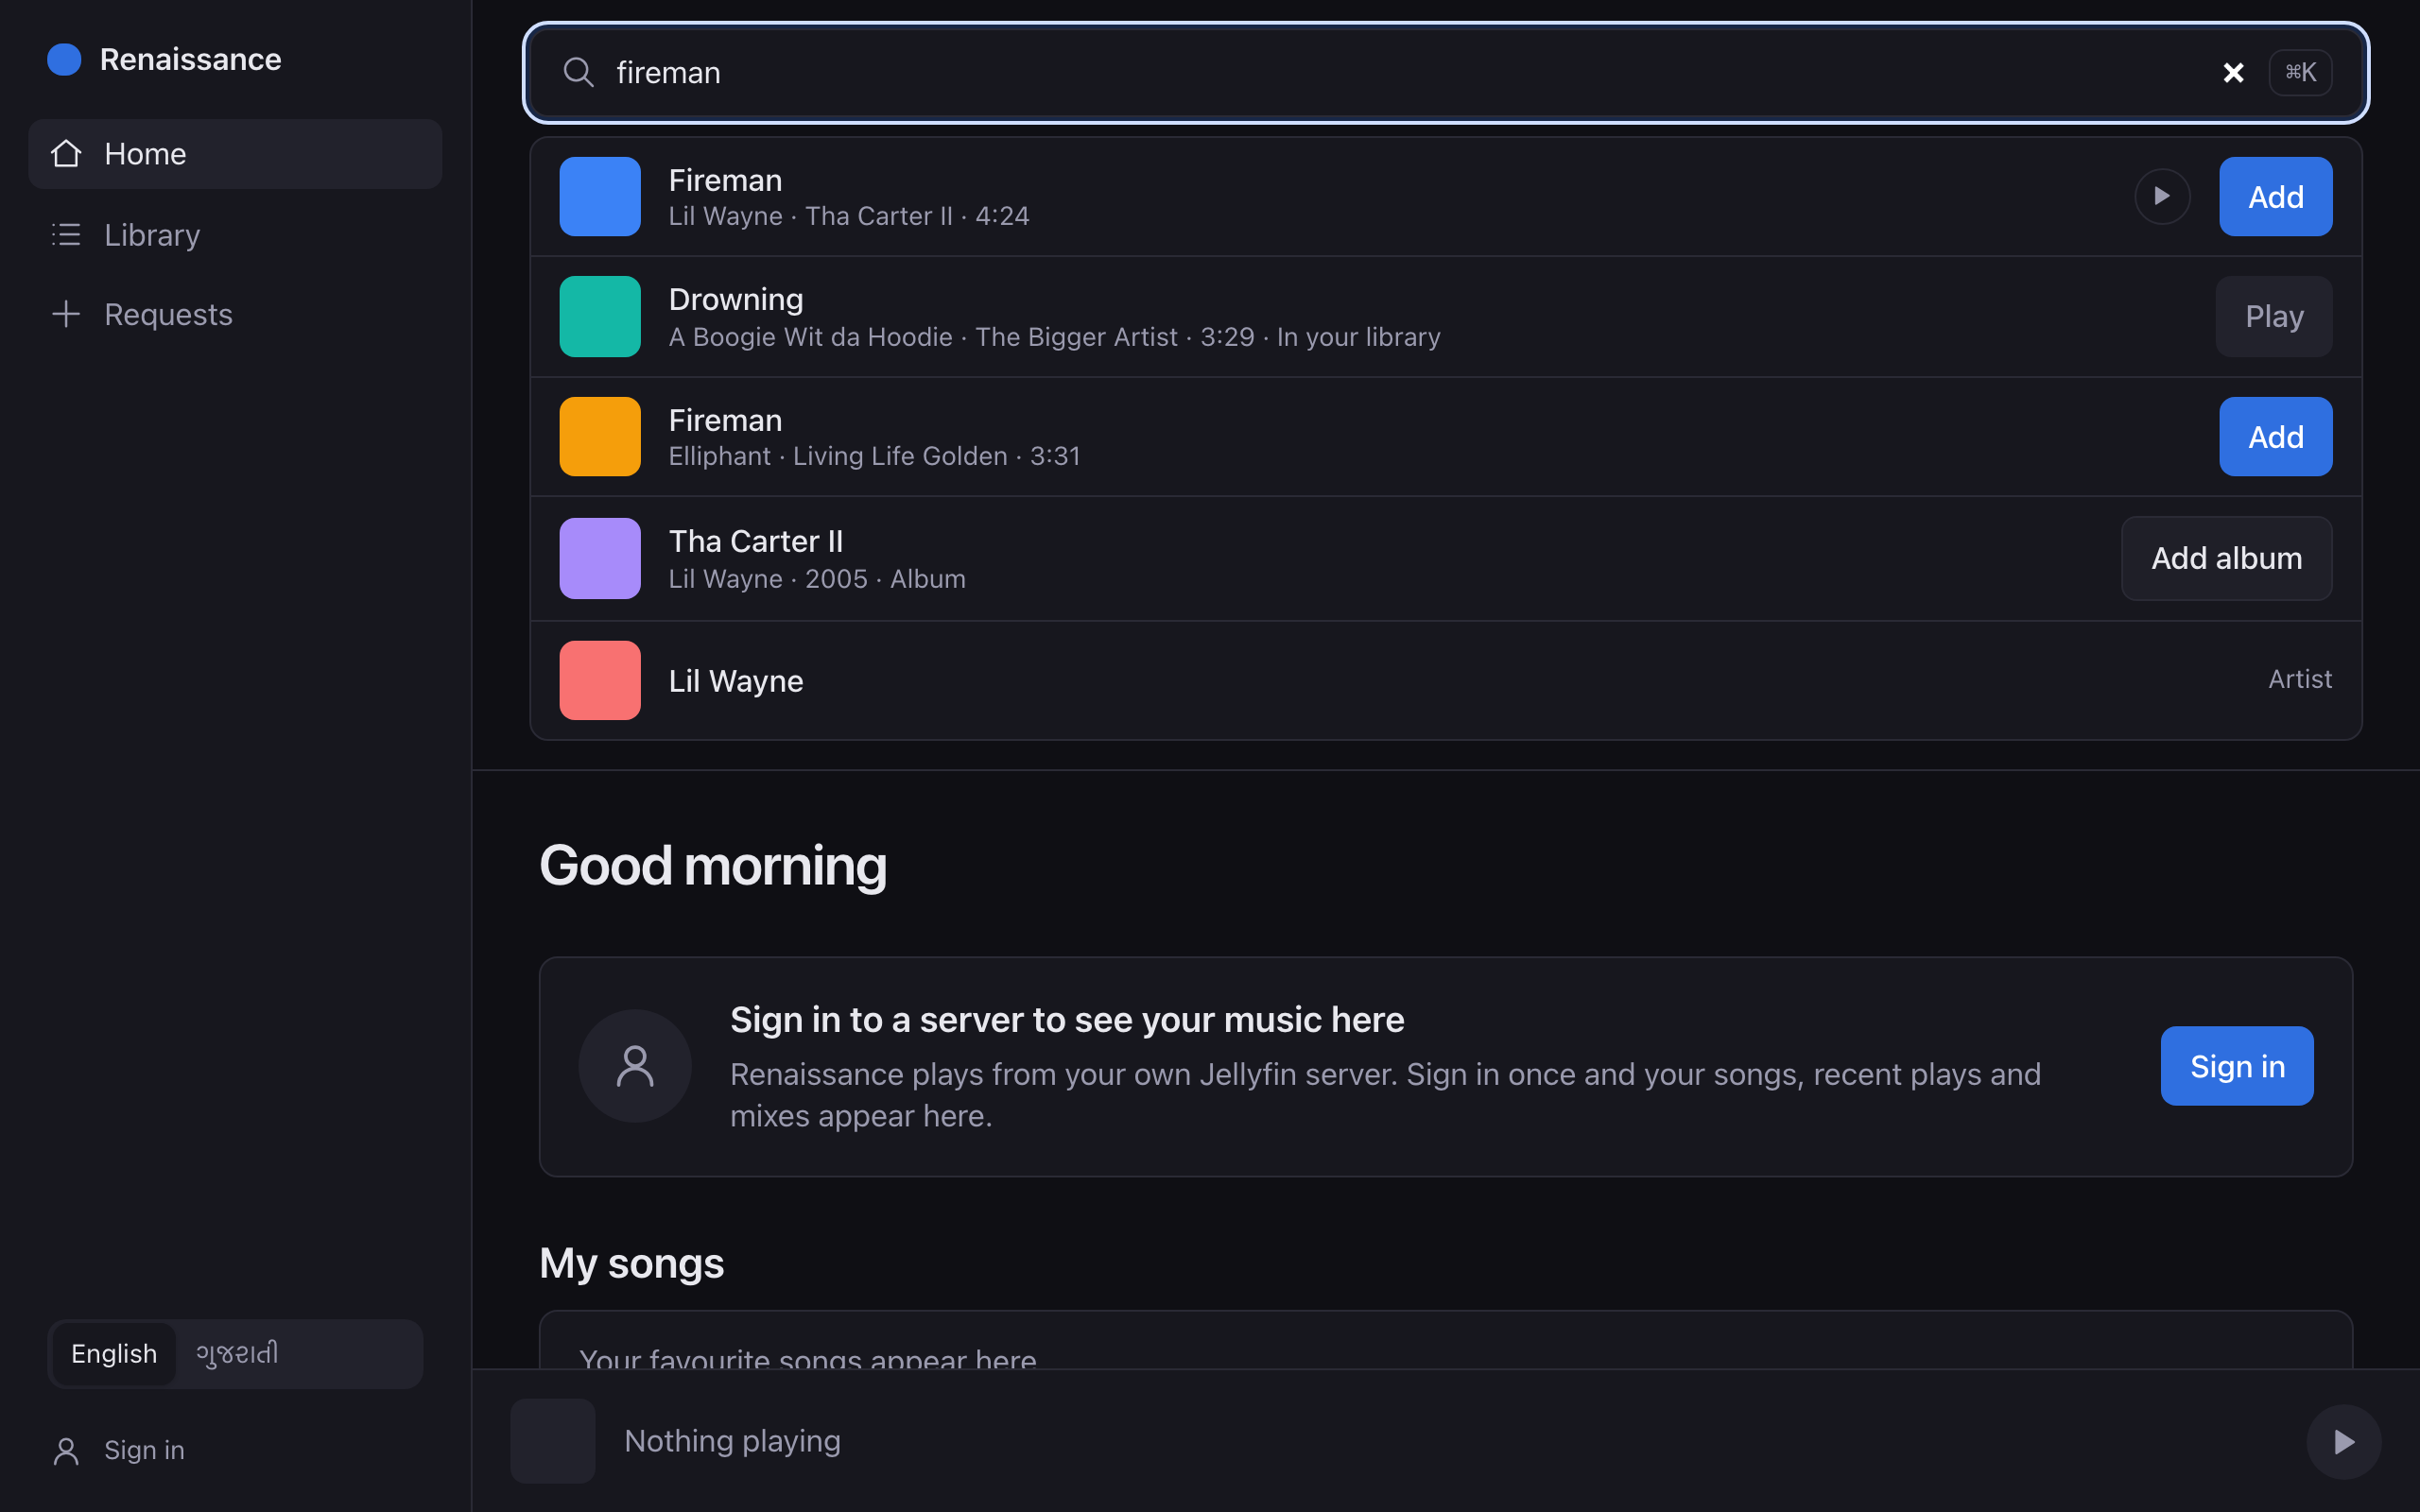 Renaissance
Home
Library
Requests
English
ગુજરાતી
Sign in
fireman
⌘K
Fireman
Lil Wayne · Tha Carter II · 4:24
Add
Drowning
A Boogie Wit da Hoodie · The Bigger Artist · 3:29 · In your library
Play
Fireman
Elliphant · Living Life Golden · 3:31
Add
Tha Carter II
Lil Wayne · 2005 · Album
Add album
Lil Wayne
Artist
Good morning
Sign in to a server to see your music here
Renaissance plays from your own Jellyfin server. Sign in once and your songs, recent plays and
mixes appear here.
Sign in
My songs
Your favourite songs appear here
Nothing playing